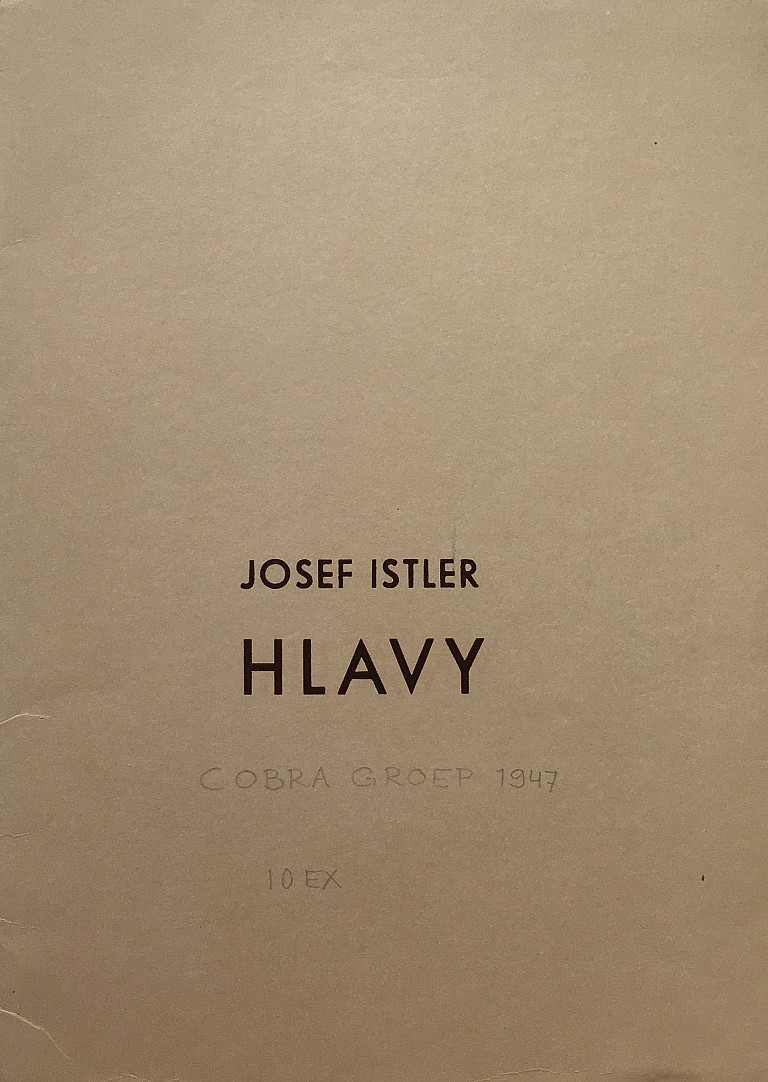 JOSEF ISTLER
HLAVY
COBRA GROEP 1947
10 EX